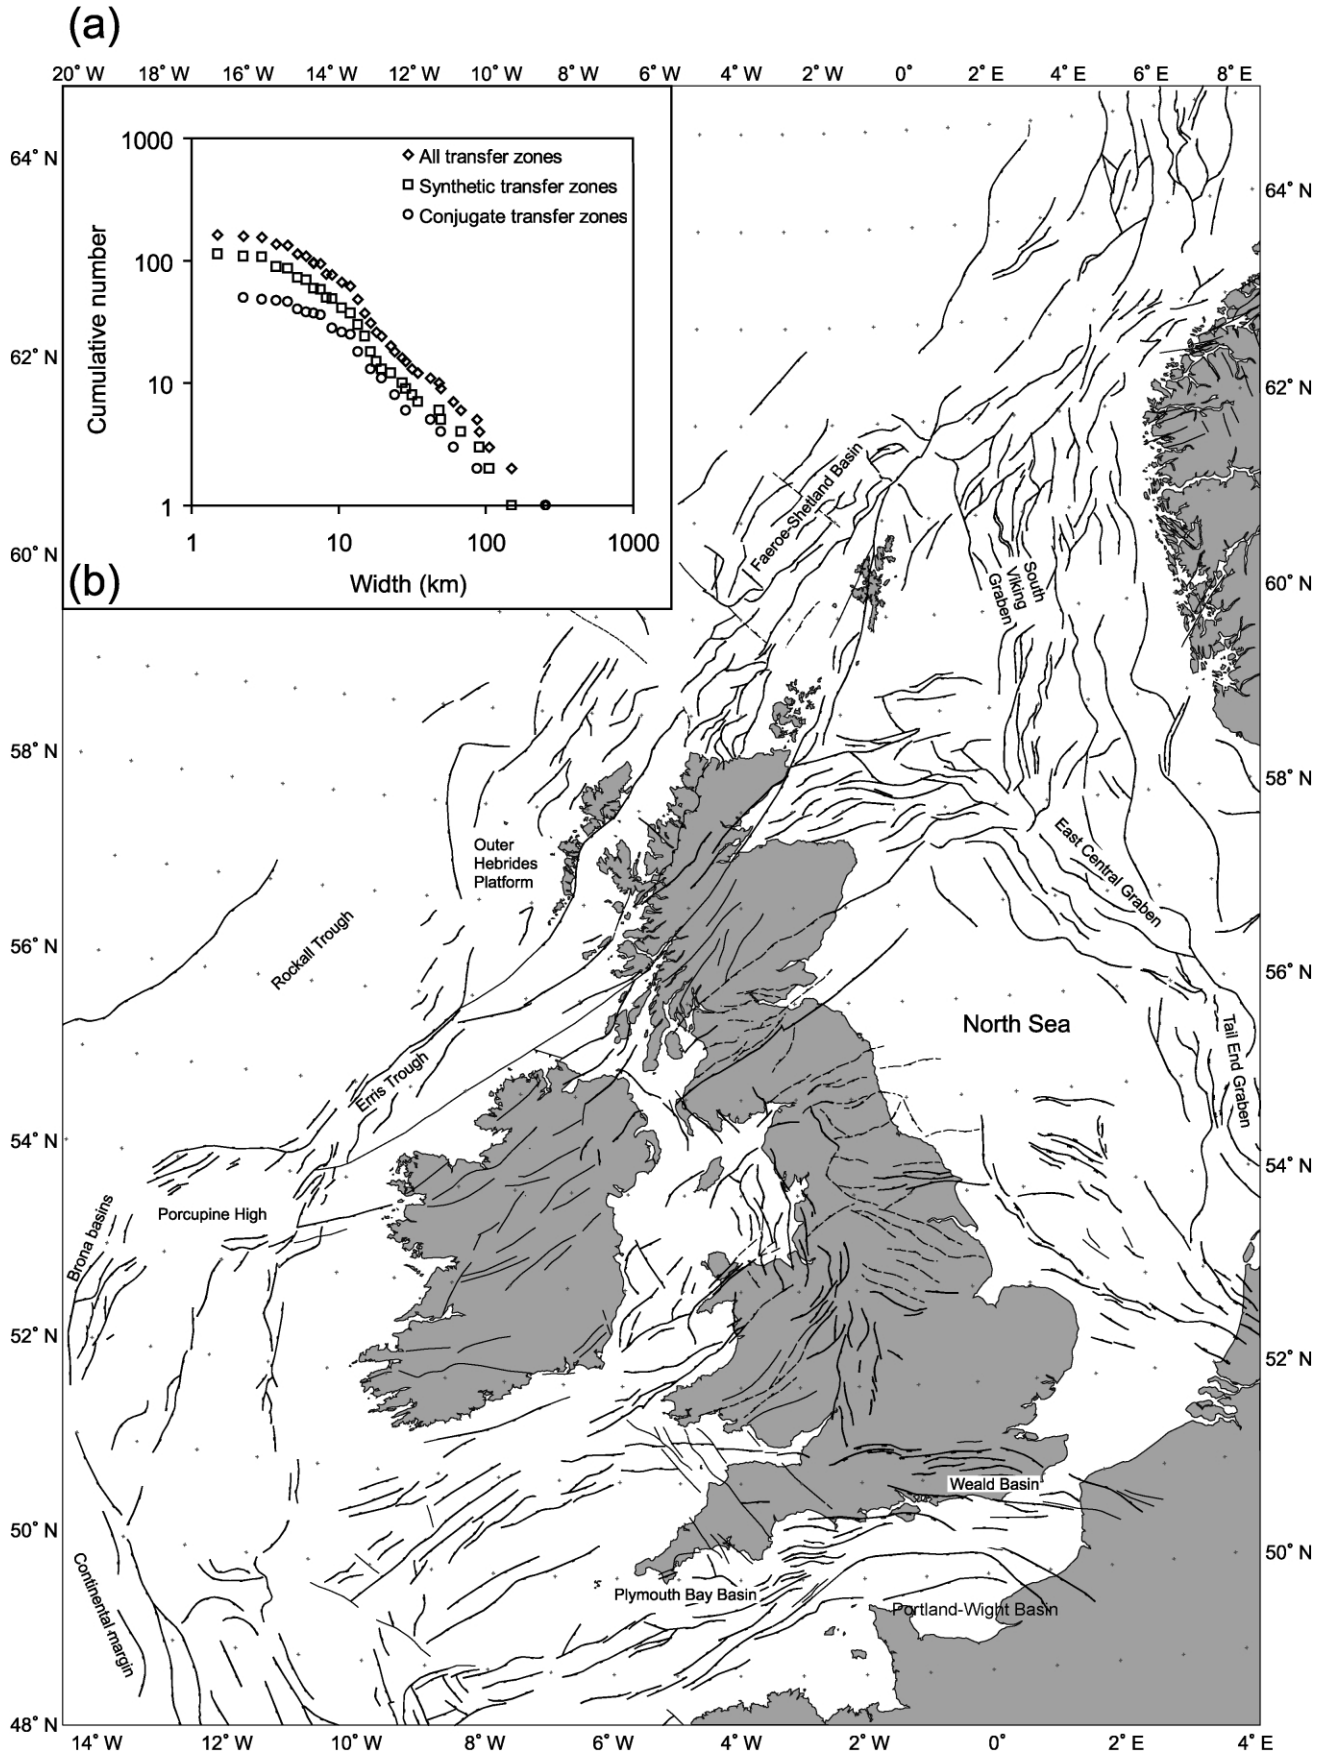 (a)
20° W 18° W 16° W 14° W 12° W 10° W 8° W 6° W 4° W 2° W 0° 2° E 4° E 6° E 8° E
1000
100
10
1
Cumulative number
All transfer zones
Synthetic transfer zones
Conjugate transfer zones
1 10 100 1000
Width (km)
(b)
64° N
62° N
60° N
58° N
56° N
54° N
52° N
50° N
48° N
64° N
62° N
60° N
58° N
56° N
54° N
52° N
50° N
Faeroe-Shetland Basin
South
Viking
Graben
Outer
Hebrides
Platform
East Central Graben
Rockall Trough
North Sea
Tail End Graben
Erris Trough
Porcupine High
Brona basins
Weald Basin
Continental margin
Plymouth Bay Basin
Portland-Wight Basin
14° W 12° W 10° W 8° W 6° W 4° W 2° W 0° 2° E 4° E